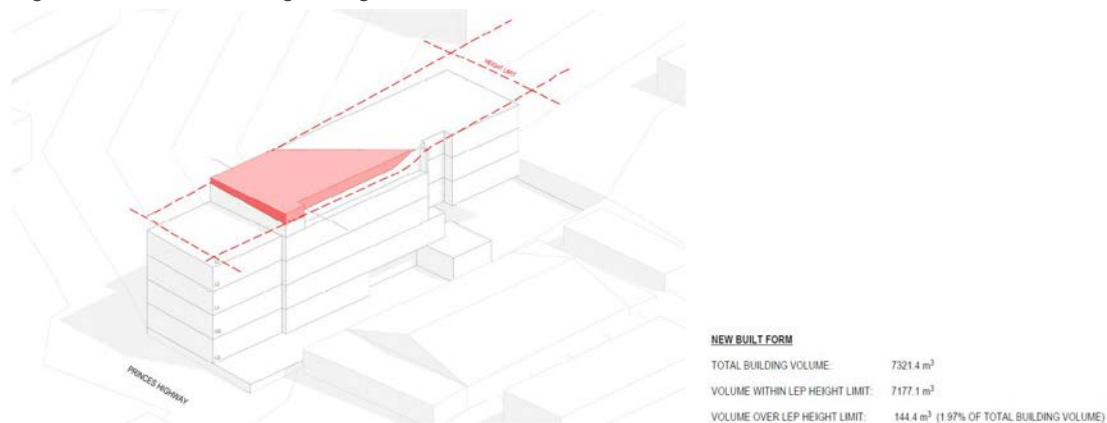 HEIGHT LIMIT
PRINCES HIGHWAY
NEW BUILT FORM
TOTAL BUILDING VOLUME: 7321.4 m³
VOLUME WITHIN LEP HEIGHT LIMIT: 7177.1 m³
VOLUME OVER LEP HEIGHT LIMIT: 144.4 m³ (1.97% OF TOTAL BUILDING VOLUME)